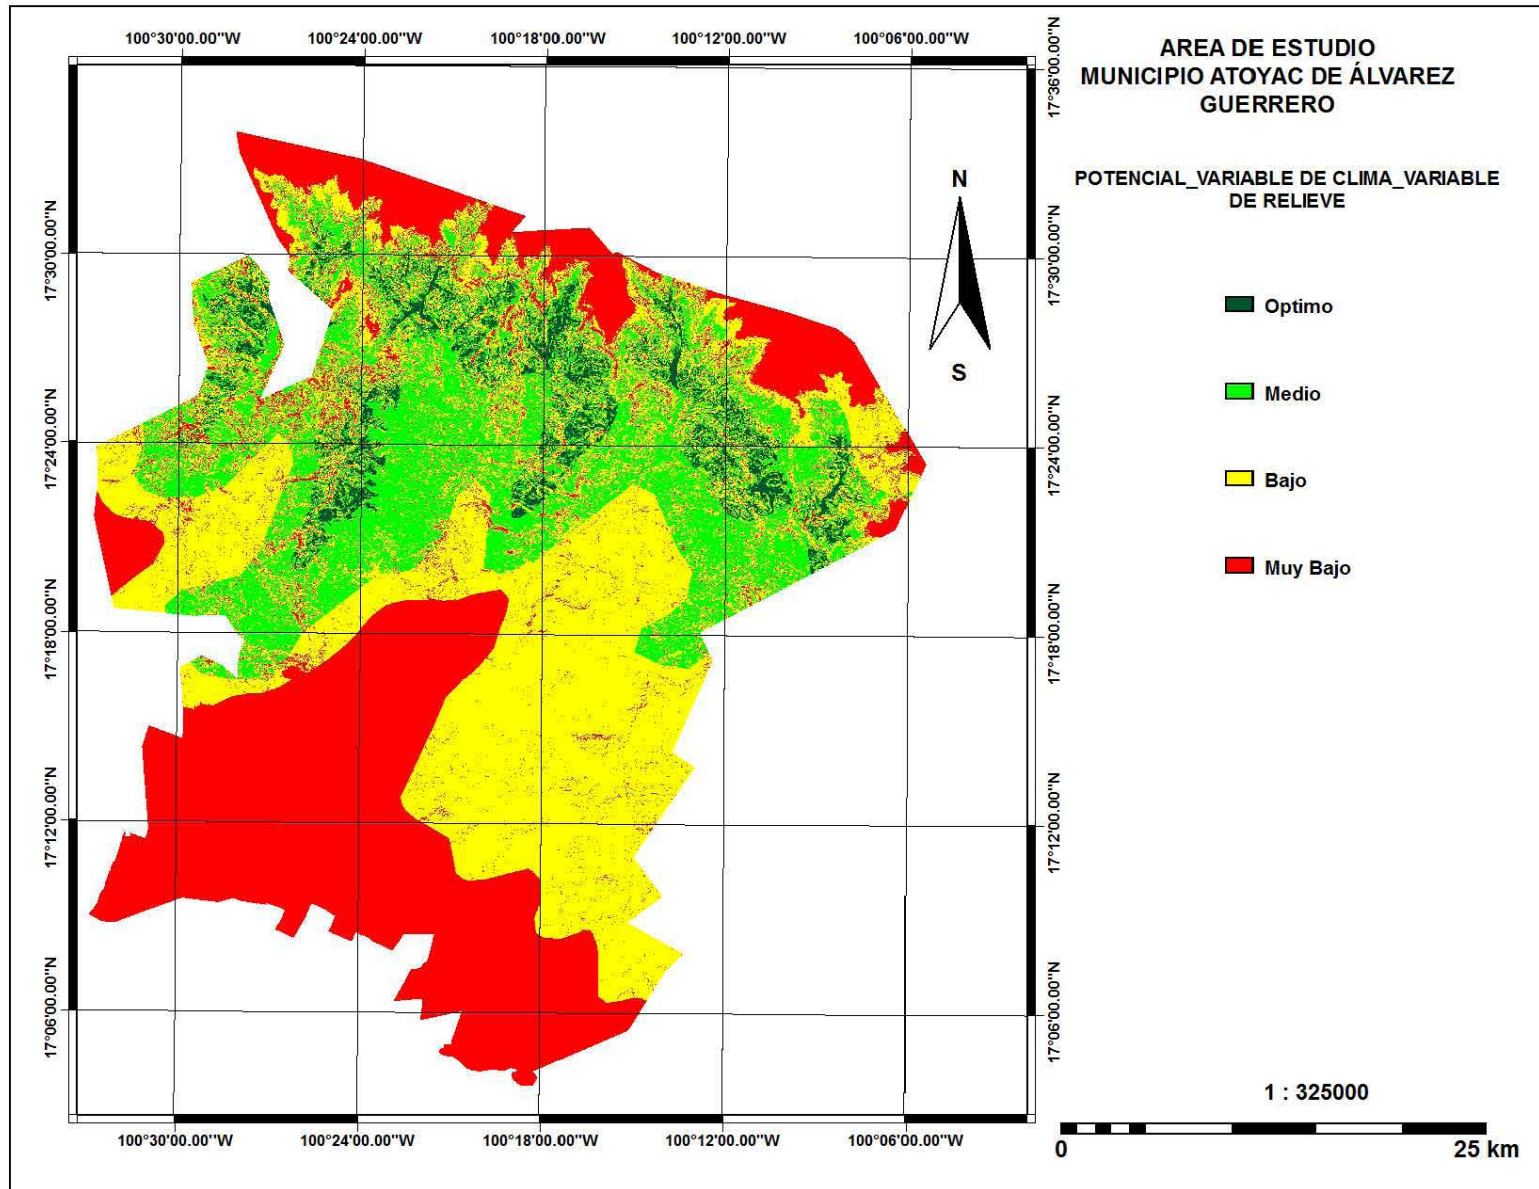 100°30'00.00"W 100°24'00.00"W 100°18'00.00"W 100°12'00.00"W 100°06'00.00"W
AREA DE ESTUDIO
MUNICIPIO ATOYAC DE ÁLVAREZ
GUERRERO
POTENCIAL_VARIABLE DE CLIMA_VARIABLE
DE RELIEVE
N
S
Optimo
Medio
Bajo
Muy Bajo
17°30'00.00"N
17°24'00.00"N
17°18'00.00"N
17°12'00.00"N
17°06'00.00"N
17°36'00.00"N
17°30'00.00"N
17°24'00.00"N
17°18'00.00"N
17°12'00.00"N
17°06'00.00"N
100°30'00.00"W 100°24'00.00"W 100°18'00.00"W 100°12'00.00"W 100°06'00.00"W
1 : 325000
0 25 km